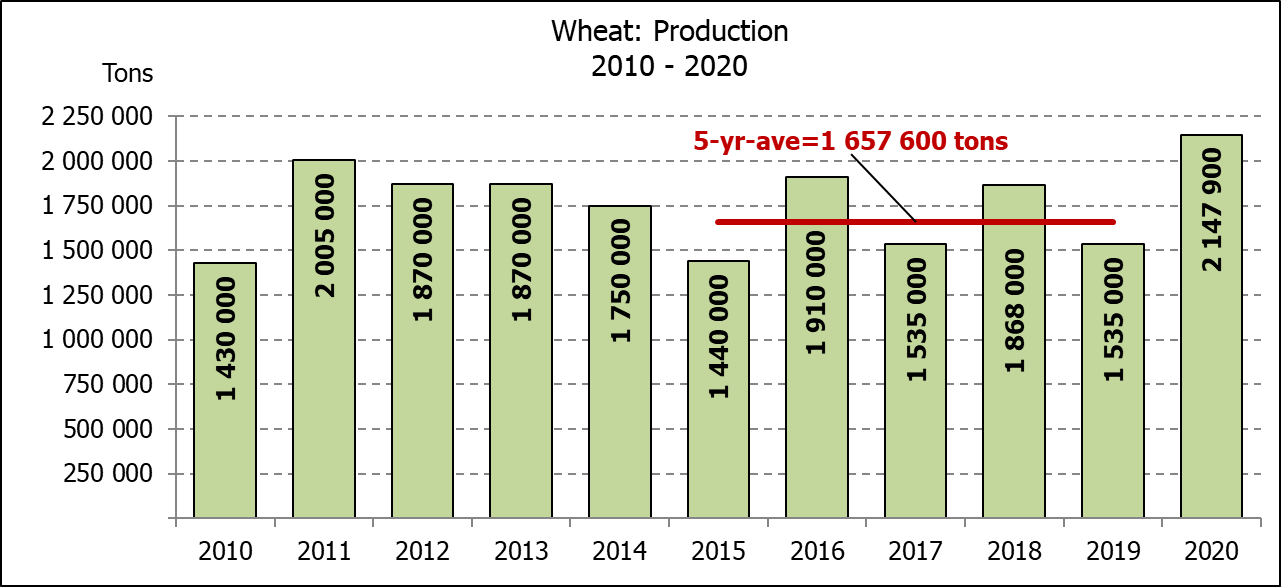 Wheat: Production
2010 - 2020
Tons
2 250 000
2 000 000
1 750 000
1 500 000
1 250 000
1 000 000
750 000
500 000
250 000
5-yr-ave=1 657 600 tons
1 430 000
2 005 000
1 870 000
1 870 000
1 750 000
1 440 000
1 910 000
1 535 000
1 868 000
1 535 000
2 147 900
2010 2011 2012 2013 2014 2015 2016 2017 2018 2019 2020